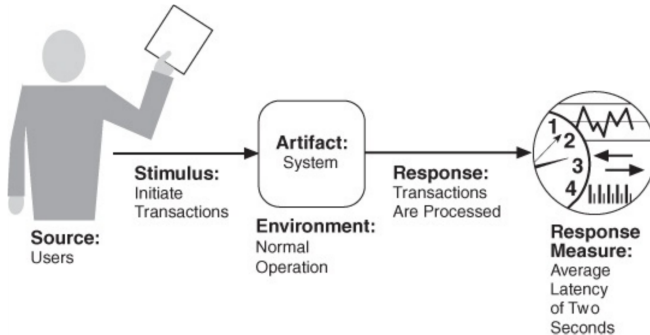 Source:
Users
Stimulus:
Initiate
Transactions
Artifact:
System
Environment:
Normal
Operation
Response:
Transactions
Are Processed
1
2
3
4
Response
Measure:
Average
Latency
of Two
Seconds